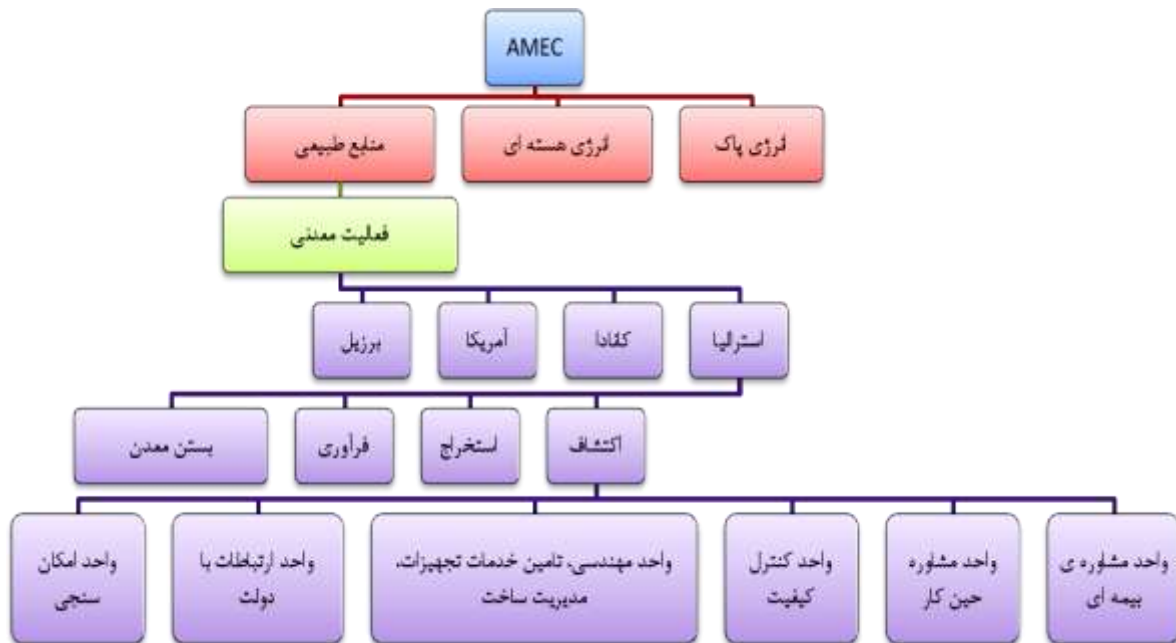 AMEC
انرژی پاک
انرژی هسته ای
منابع طبیعی
فعالیت معدنی
استرالیا
کانادا
آمریکا
برزیل
اکتشاف
استخراج
فرآوری
بستن معدن
واحد مشاوره ی
بیمه ای
واحد مشاوره
حین کار
واحد کنترل
کیفیت
واحد مهندسی، تامین خدمات تجهیزات،
مدیریت ساخت
واحد ارتباطات با
دولت
واحد امکان
سنجی